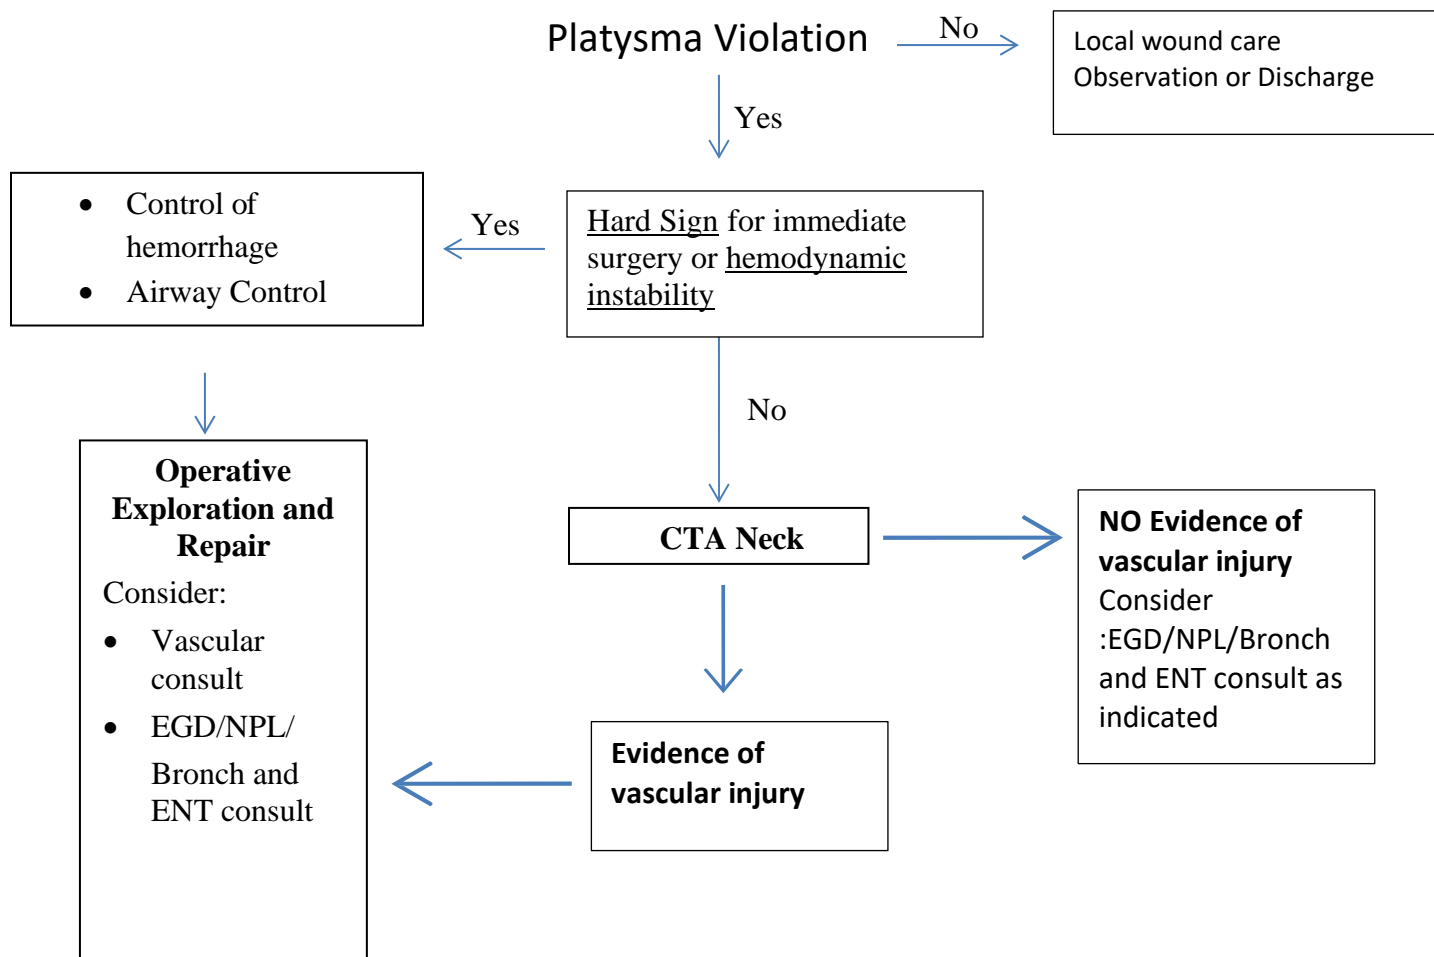 Platysma Violation
No
Local wound care
Observation or Discharge
Yes
• Control of
hemorrhage
• Airway Control
Yes
Hard Sign for immediate
surgery or hemodynamic
instability
No
Operative
Exploration and
Repair
Consider:
• Vascular
consult
• EGD/NPL/
Bronch and
ENT consult
CTA Neck
NO Evidence of
vascular injury
Consider
:EGD/NPL/Bronch
and ENT consult as
indicated
Evidence of
vascular injury